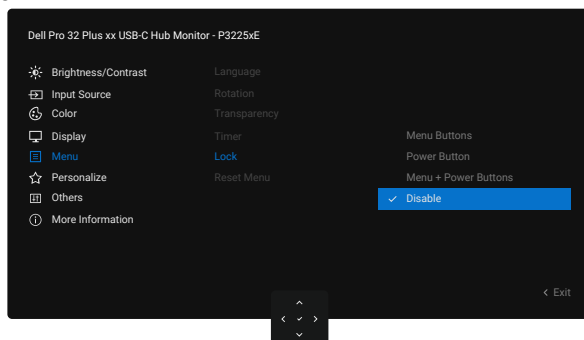 Dell Pro 32 Plus xx USB-C Hub Monitor - P3225xE
Brightness/Contrast
Language
Input Source
Rotation
Color
Transparency
Display
Timer
Menu Buttons
Menu
Lock
Power Button
Personalize
Reset Menu
Menu + Power Buttons
Others
Disable
More Information
Exit